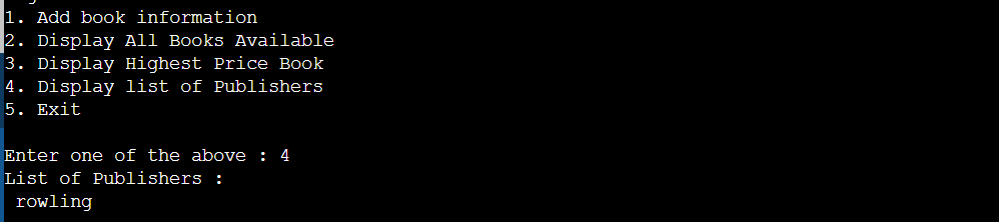 1. Add book information
2. Display All Books Available
3. Display Highest Price Book
4. Display list of Publishers
5. Exit
Enter one of the above : 4
List of Publishers :
rowling